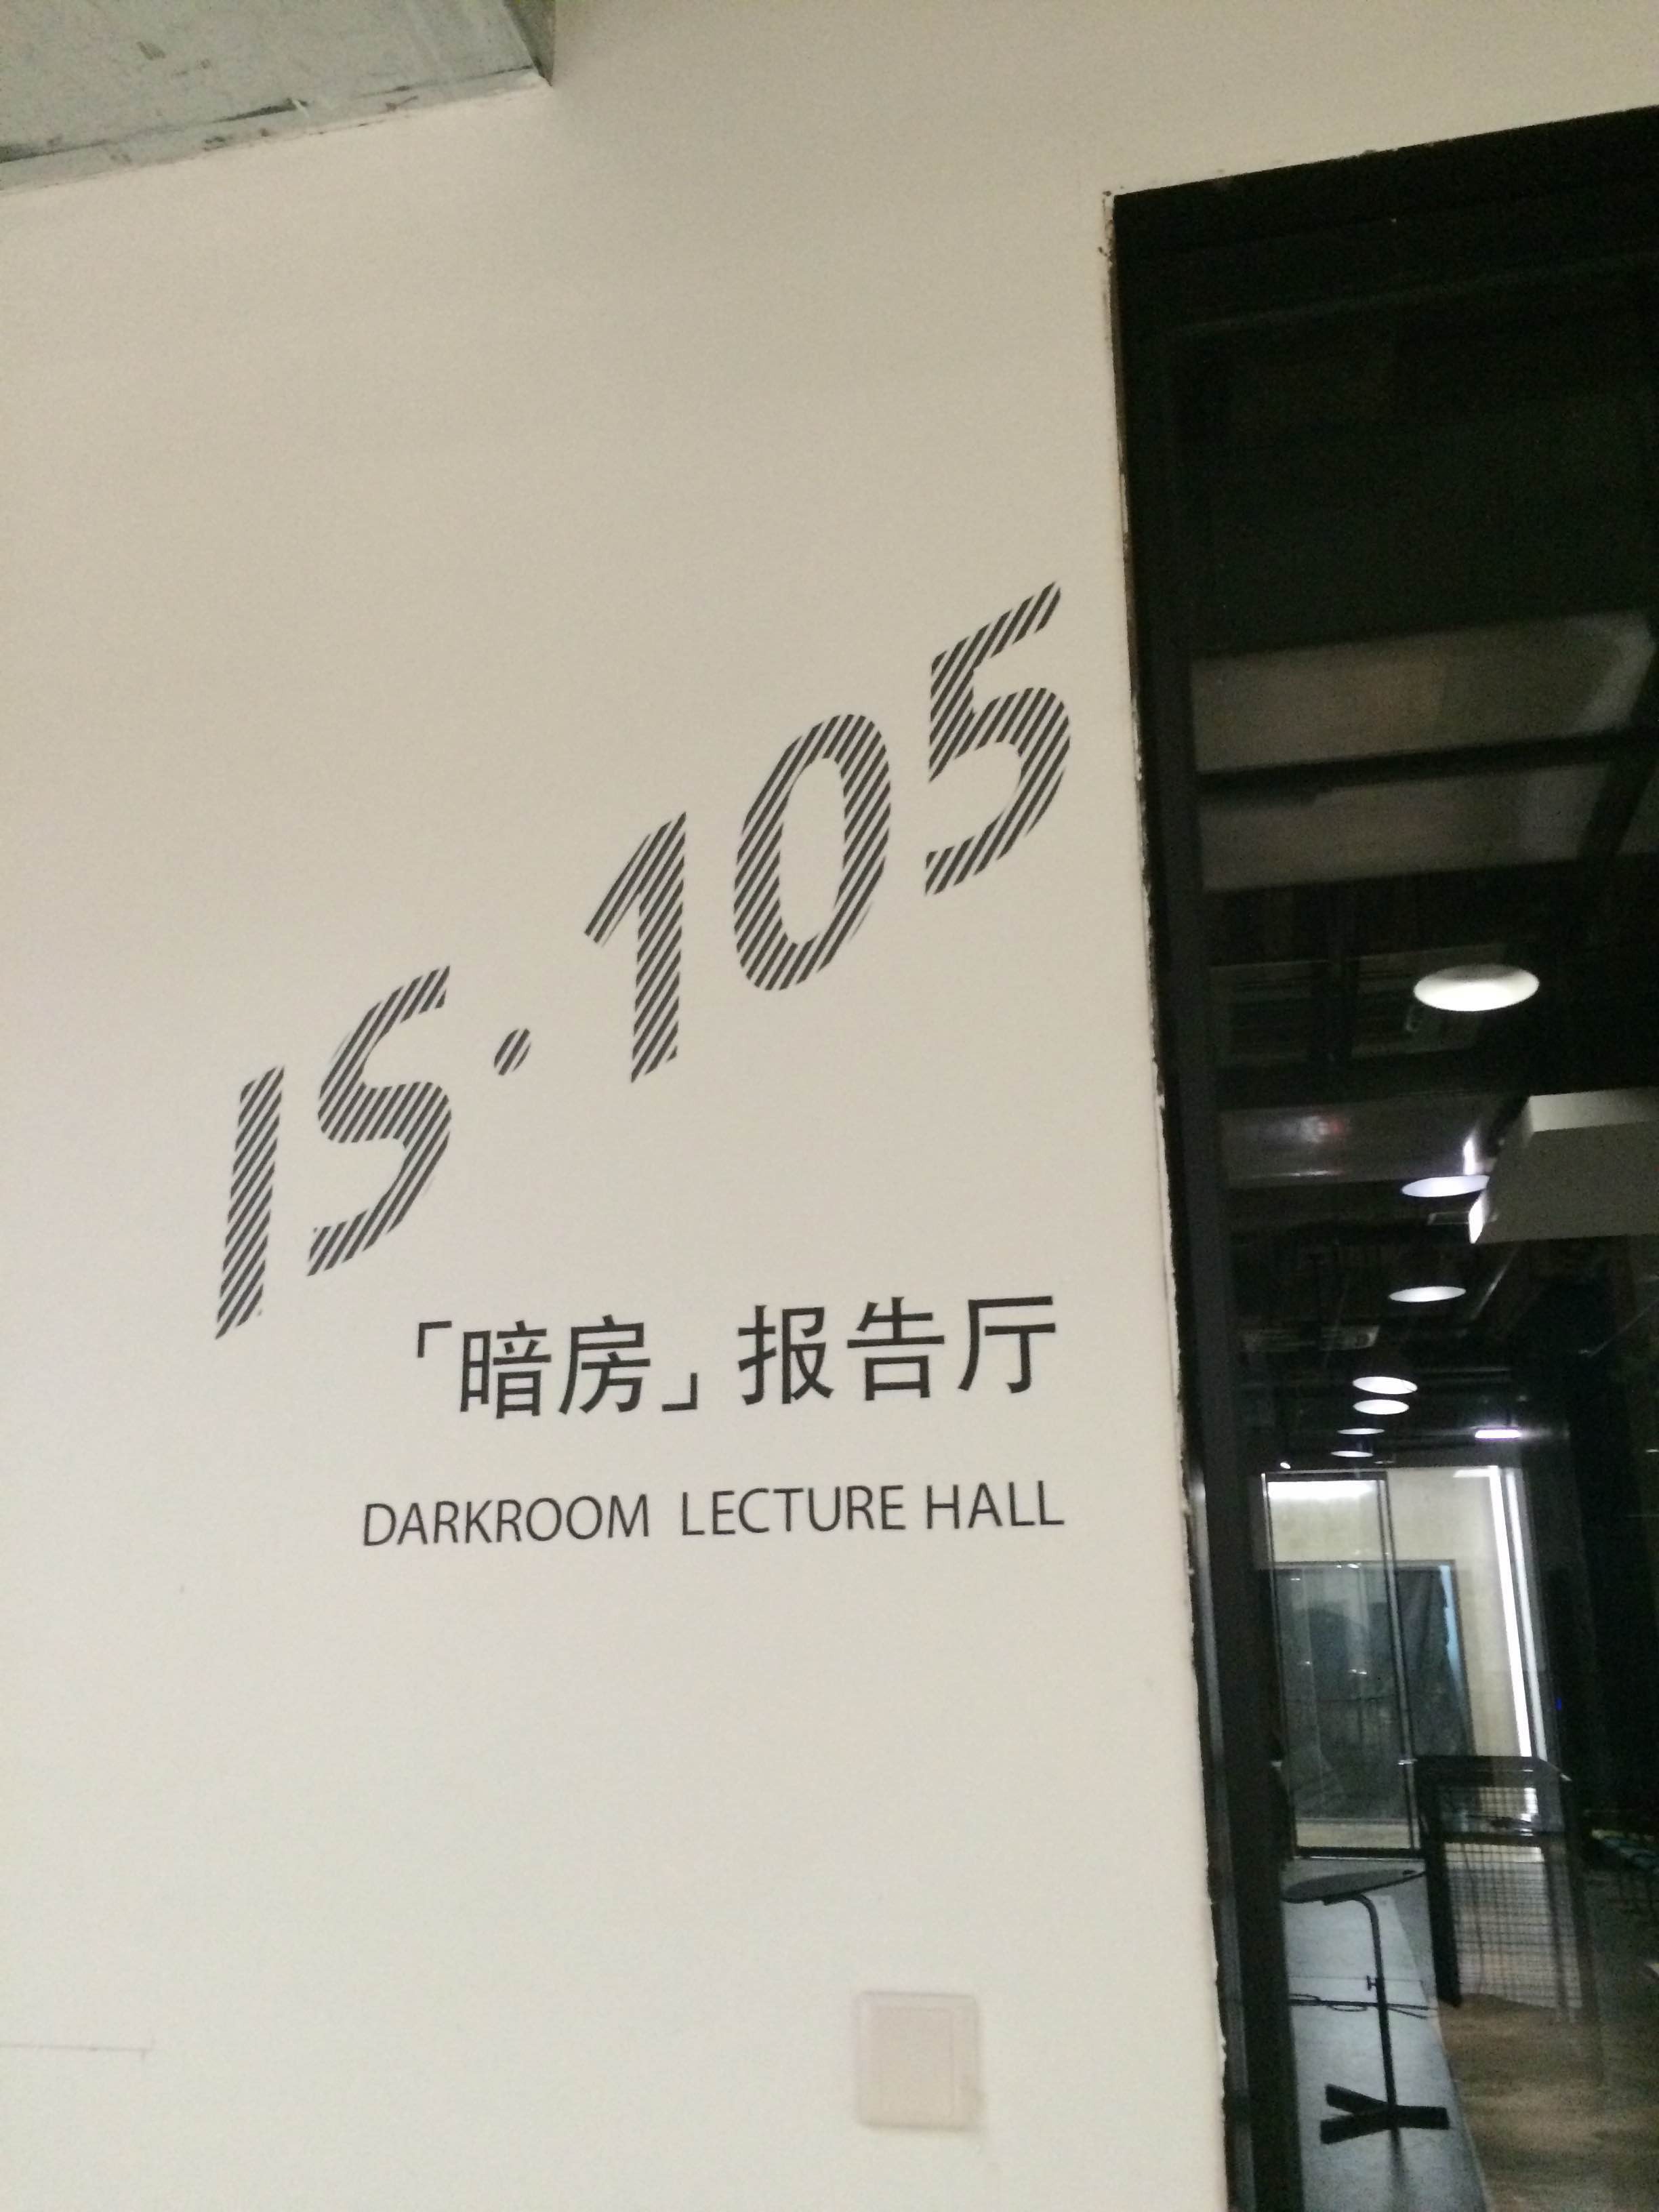 IS·105
「暗房」报告厅
DARKROOM LECTURE HALL